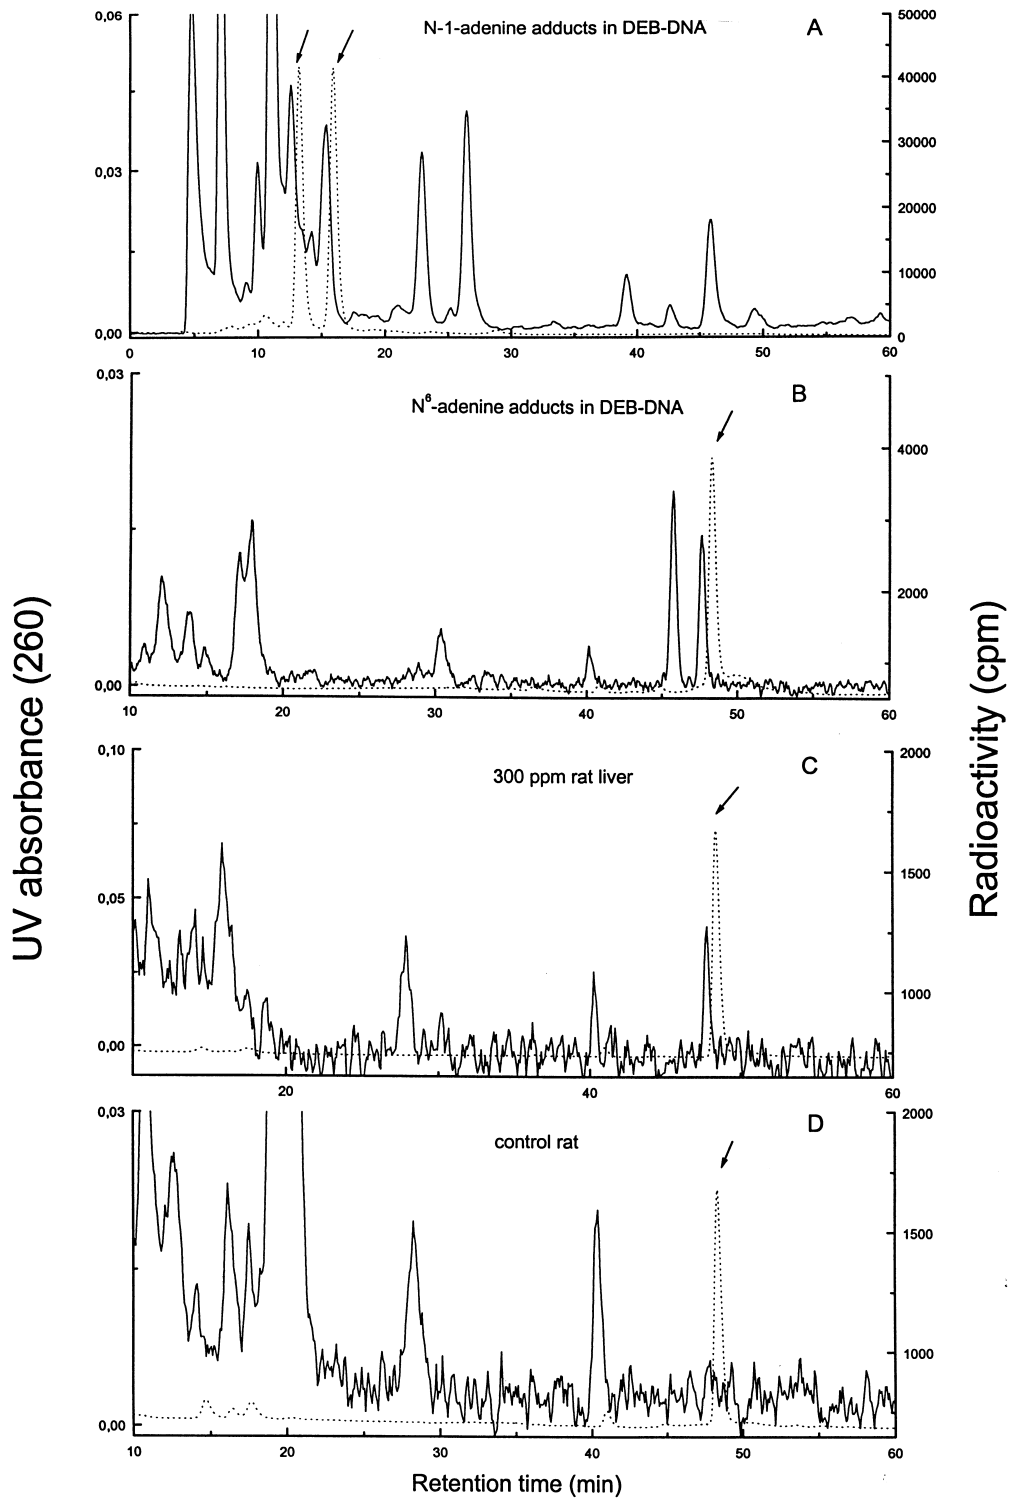 N-1-adenine adducts in DEB-DNA
A
0,06
0,03
0,00
50000
40000
30000
20000
10000
0
0 10 20 30 40 50 60
N⁶-adenine adducts in DEB-DNA
B
0,03
0,00
4000
2000
10 20 30 40 50 60
UV absorbance (260)
Radioactivity (cpm)
300 ppm rat liver
C
0,10
0,05
0,00
2000
1500
1000
20 40 60
control rat
D
0,03
0,00
2000
1500
1000
10 20 30 40 50 60
Retention time (min)